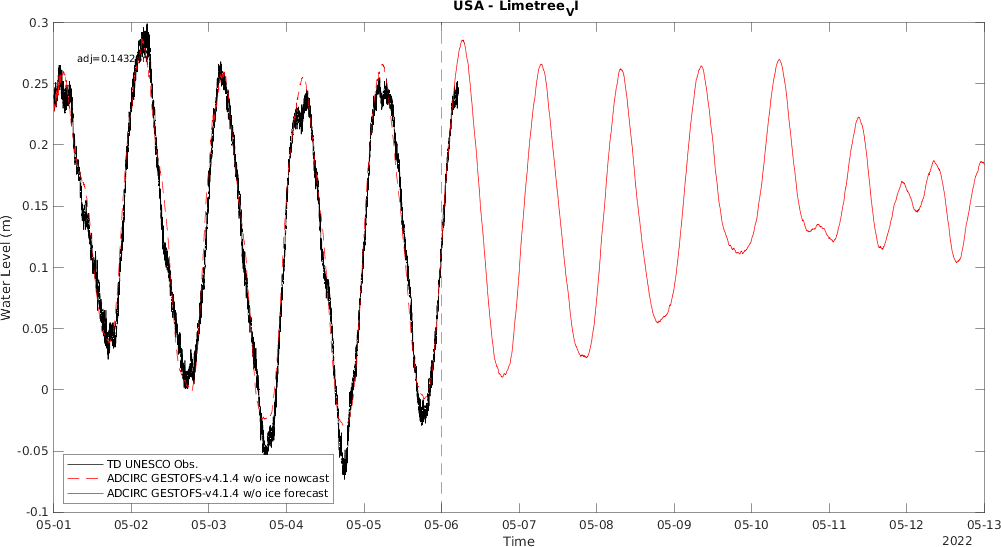 USA - Limetree_VI
0.3
adj=0.1432
0.25
0.2
0.15
0.1
0.05
0
-0.05
-0.1
Water Level (m)
TD UNESCO Obs.
ADCIRC GESTOFS-v4.1.4 w/o ice nowcast
ADCIRC GESTOFS-v4.1.4 w/o ice forecast
05-01 05-02 05-03 05-04 05-05 05-06 05-07 05-08 05-09 05-10 05-11 05-12 05-13
Time
2022